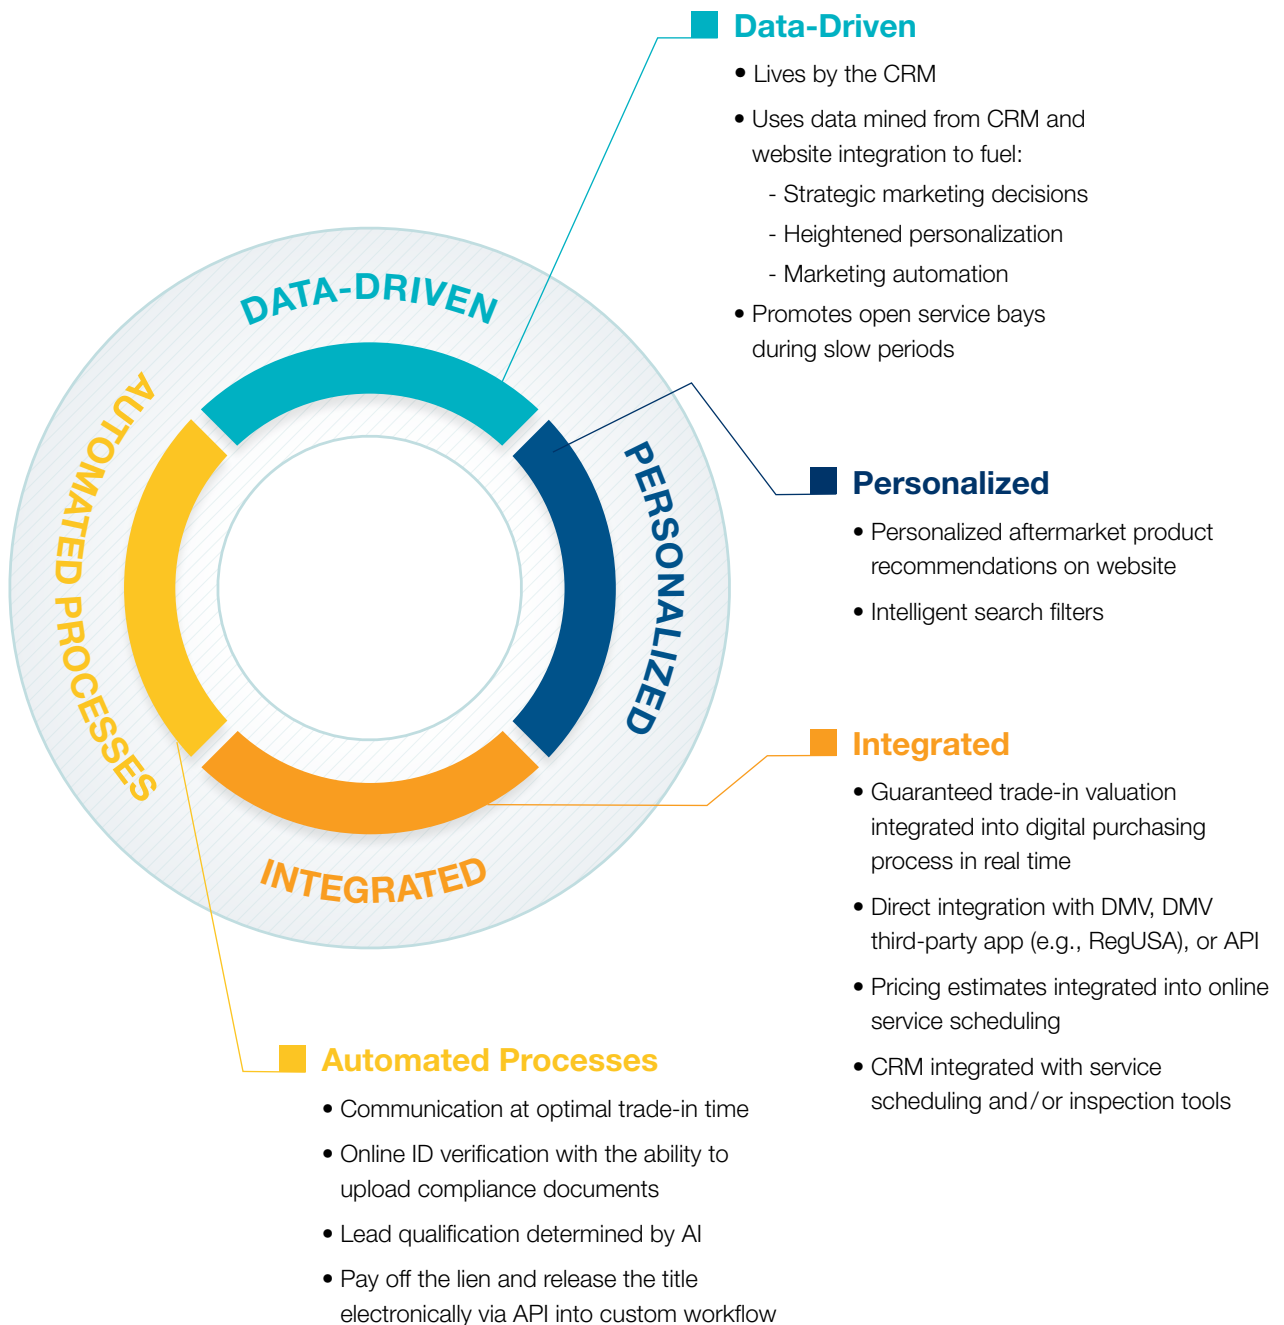 Data-Driven
• Lives by the CRM
• Uses data mined from CRM and
website integration to fuel:
- Strategic marketing decisions
- Heightened personalization
- Marketing automation
• Promotes open service bays
during slow periods
DATA-DRIVEN
PERSONALIZED
INTEGRATED
AUTOMATED PROCESSES
Personalized
• Personalized aftermarket product
recommendations on website
• Intelligent search filters
Integrated
• Guaranteed trade-in valuation
integrated into digital purchasing
process in real time
• Direct integration with DMV, DMV
third-party app (e.g., RegUSA), or API
• Pricing estimates integrated into online
service scheduling
• CRM integrated with service
scheduling and/or inspection tools
Automated Processes
• Communication at optimal trade-in time
• Online ID verification with the ability to
upload compliance documents
• Lead qualification determined by AI
• Pay off the lien and release the title
electronically via API into custom workflow